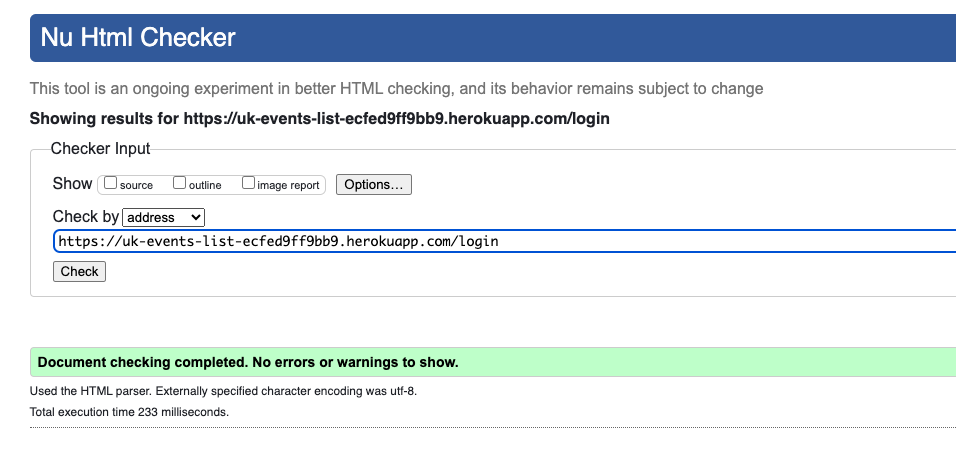 Nu Html Checker
This tool is an ongoing experiment in better HTML checking, and its behavior remains subject to change
Showing results for https://uk-events-list-ecfed9ff9bb9.herokuapp.com/login
Checker Input
Show source outline image report Options...
Check by address
https://uk-events-list-ecfed9ff9bb9.herokuapp.com/login
Check
Document checking completed. No errors or warnings to show.
Used the HTML parser. Externally specified character encoding was utf-8.
Total execution time 233 milliseconds.